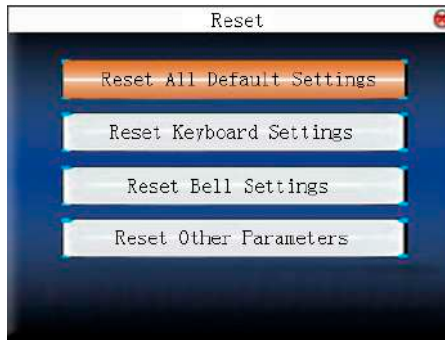 Reset
Reset All Default Settings
Reset Keyboard Settings
Reset Bell Settings
Reset Other Parameters